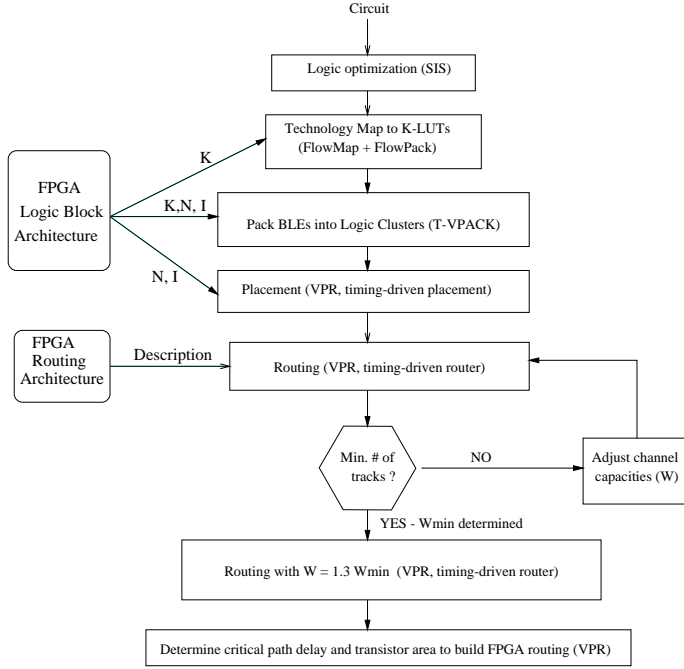 Circuit
Logic optimization (SIS)
Technology Map to K-LUTs
(FlowMap + FlowPack)
K
FPGA
Logic Block
Architecture
K,N, I
Pack BLEs into Logic Clusters (T-VPACK)
N, I
Placement (VPR, timing-driven placement)
FPGA
Routing
Architecture
Description
Routing (VPR, timing-driven router)
Min. # of
tracks ?
NO
Adjust channel
capacities (W)
YES - Wmin determined
Routing with W = 1.3 Wmin (VPR, timing-driven router)
Determine critical path delay and transistor area to build FPGA routing (VPR)